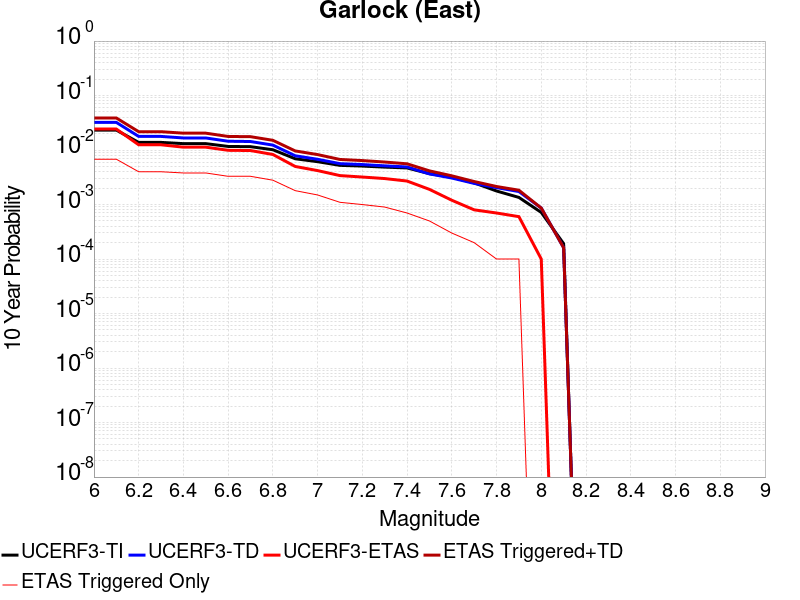 Garlock (East)
10^0
10^-1
10^-2
10^-3
10^-4
10^-5
10^-6
10^-7
10^-8
10 Year Probability
6 6.2 6.4 6.6 6.8 7 7.2 7.4 7.6 7.8 8 8.2 8.4 8.6 8.8 9
Magnitude
UCERF3-TI UCERF3-TD UCERF3-ETAS ETAS Triggered+TD
ETAS Triggered Only